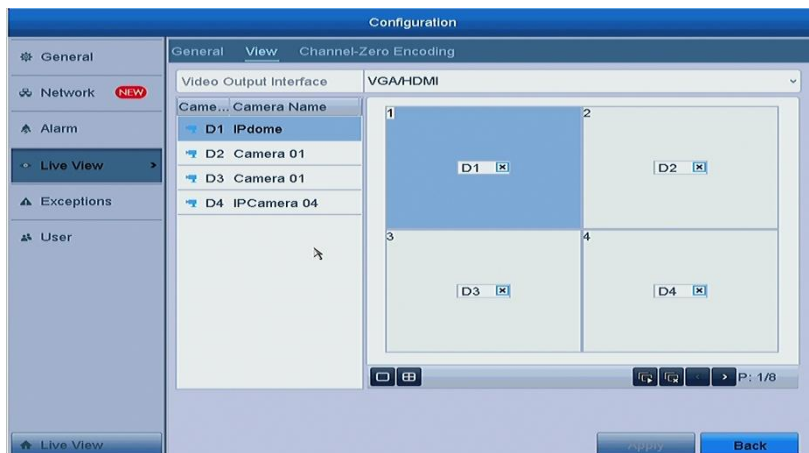 Configuration
General
Network NEW
Alarm
Live View
Exceptions
User
Live View
General View Channel-Zero Encoding
Video Output Interface VGA/HDMI
Came... Camera Name
D1 IPdome
D2 Camera 01
D3 Camera 01
D4 IPCamera 04
1
D1
2
D2
3
D3
4
D4
P: 1/8
Apply
Back